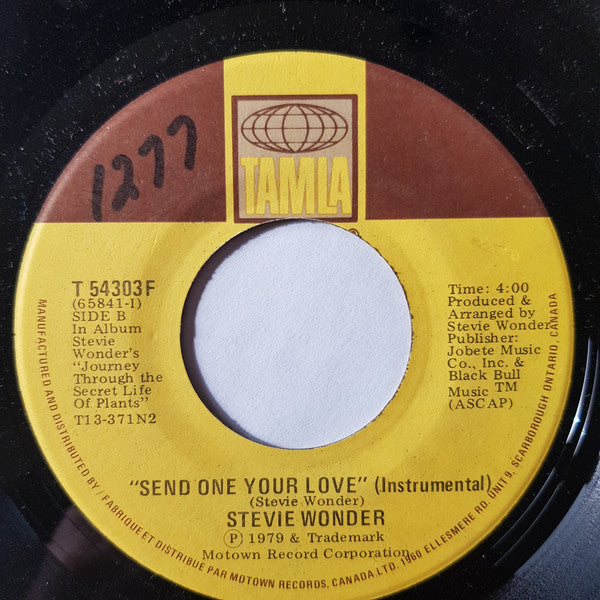 1277
TAMLA
®
T 54303F
(65841-I)
SIDE B
In Album
Stevie
Wonder's
"Journey
Through the
Secret Life
Of Plants"
T13-371N2
Time: 4:00
Produced &
Arranged by
Stevie Wonder
Publisher:
Jobete Music
Co., Inc. &
Black Bull
Music TM
(ASCAP)
"SEND ONE YOUR LOVE" (Instrumental)
(Stevie Wonder)
STEVIE WONDER
Ⓟ 1979 & Trademark
Motown Record Corporation
MANUFACTURED AND DISTRIBUTED BY / FABRIQUE ET DISTRIBUE PAR MOTOWN RECORDS, CANADA LTD. 1960 ELLESMERE RD. UNIT 9, SCARBOROUGH ONTARIO, CANADA